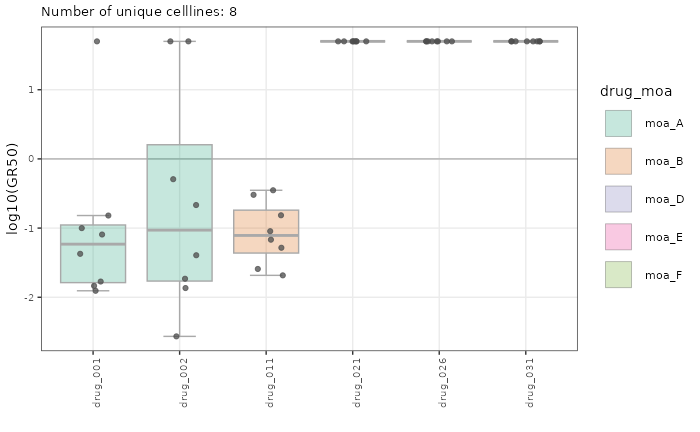 Number of unique celllines: 8
log10(GR50)
1
0
-1
-2
drug_001
drug_002
drug_011
drug_021
drug_026
drug_031
drug_moa
moa_A
moa_B
moa_D
moa_E
moa_F